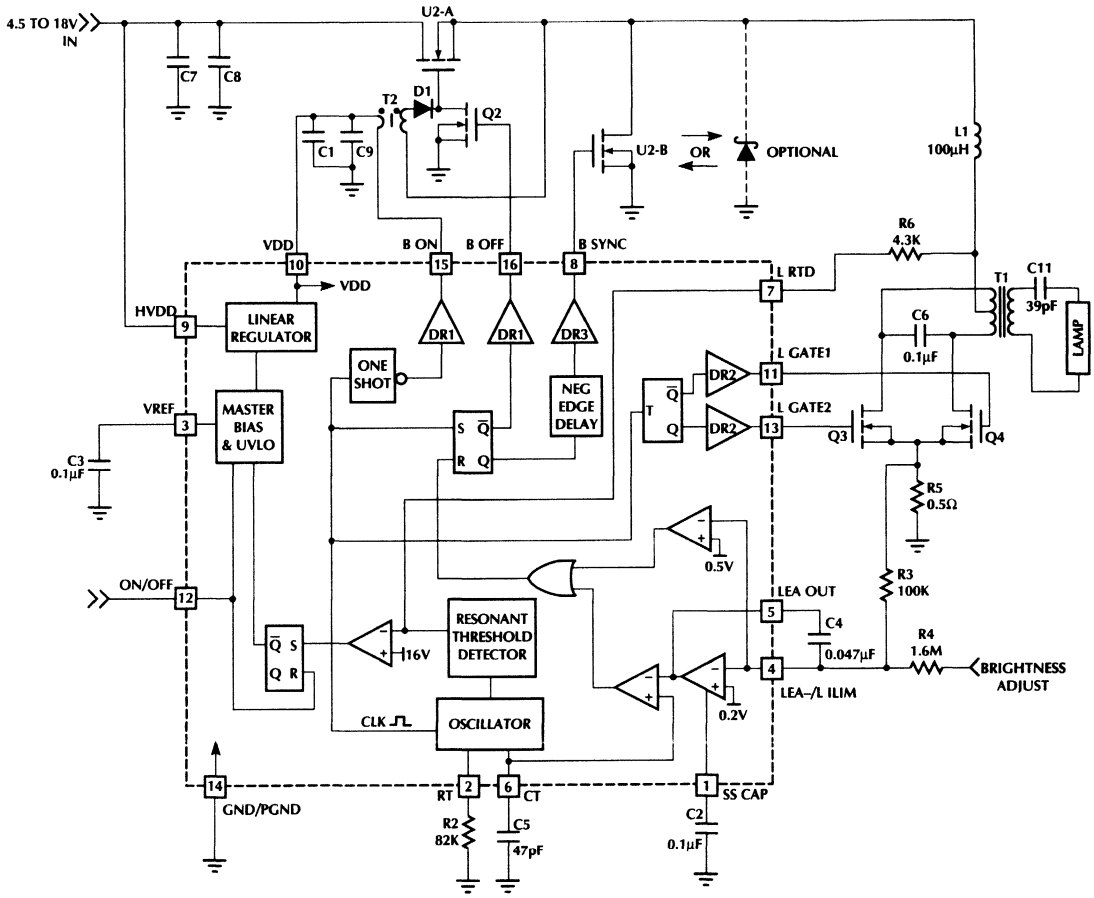 4.5 TO 18V
IN
U2-A
C7
C8
T2
D1
Q2
C1
C9
U2-B
OR
OPTIONAL
L1
100µH
R6
4.3K
VDD
B ON
B OFF
B SYNC
L RTD
10
15
16
8
7
VDD
HVDD
9
LINEAR
REGULATOR
DR1
DR1
DR3
T1
C11
39pF
LAMP
C6
0.1µF
ONE
SHOT
NEG
EDGE
DELAY
DR2
L GATE1
11
T
Q̅
Q
DR2
L GATE2
13
Q3
Q4
VREF
3
MASTER
BIAS
& UVLO
S
Q̅
R
Q
C3
0.1µF
R5
0.5Ω
–
+
0.5V
ON/OFF
12
R3
100K
LEA OUT
5
C4
0.047µF
R4
1.6M
BRIGHTNESS
ADJUST
4
LEA–/L ILIM
RESONANT
THRESHOLD
DETECTOR
–
+
16V
Q̅
S
Q
R
–
+
–
+
0.2V
CLK
OSCILLATOR
14
GND/PGND
RT
2
6
CT
1
SS CAP
R2
82K
C5
47pF
C2
0.1µF